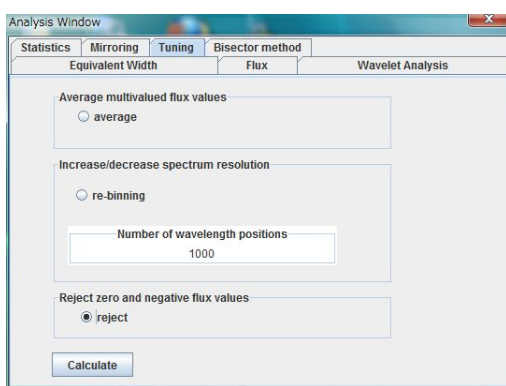 Analysis Window
Statistics Mirroring Tuning Bisector method
Equivalent Width Flux Wavelet Analysis
Average multivalued flux values
average
Increase/decrease spectrum resolution
re-binning
Number of wavelength positions
1000
Reject zero and negative flux values
reject
Calculate